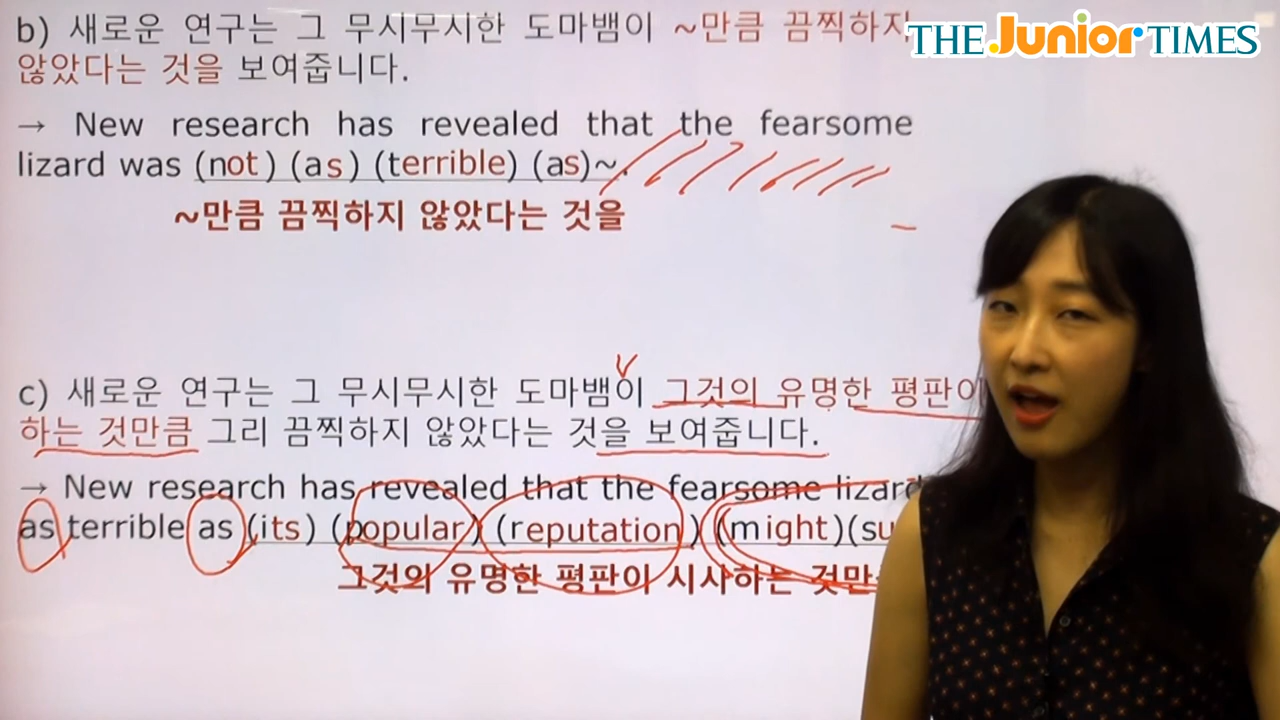 THE Junior TIMES
b) 새로운 연구는 그 무시무시한 도마뱀이 ~만큼 끔찍하지
않았다는 것을 보여줍니다.
→ New research has revealed that the fearsome
lizard was (not) (as) (terrible) (as)~.
~만큼 끔찍하지 않았다는 것을
c) 새로운 연구는 그 무시무시한 도마뱀이 그것의 유명한 평판이
하는 것만큼 그리 끔찍하지 않았다는 것을 보여줍니다.
→ New research has revealed that the fearsome lizard
as terrible as (its) (popular) (reputation) (might)(su
그것의 유명한 평판이 시사하는 것만